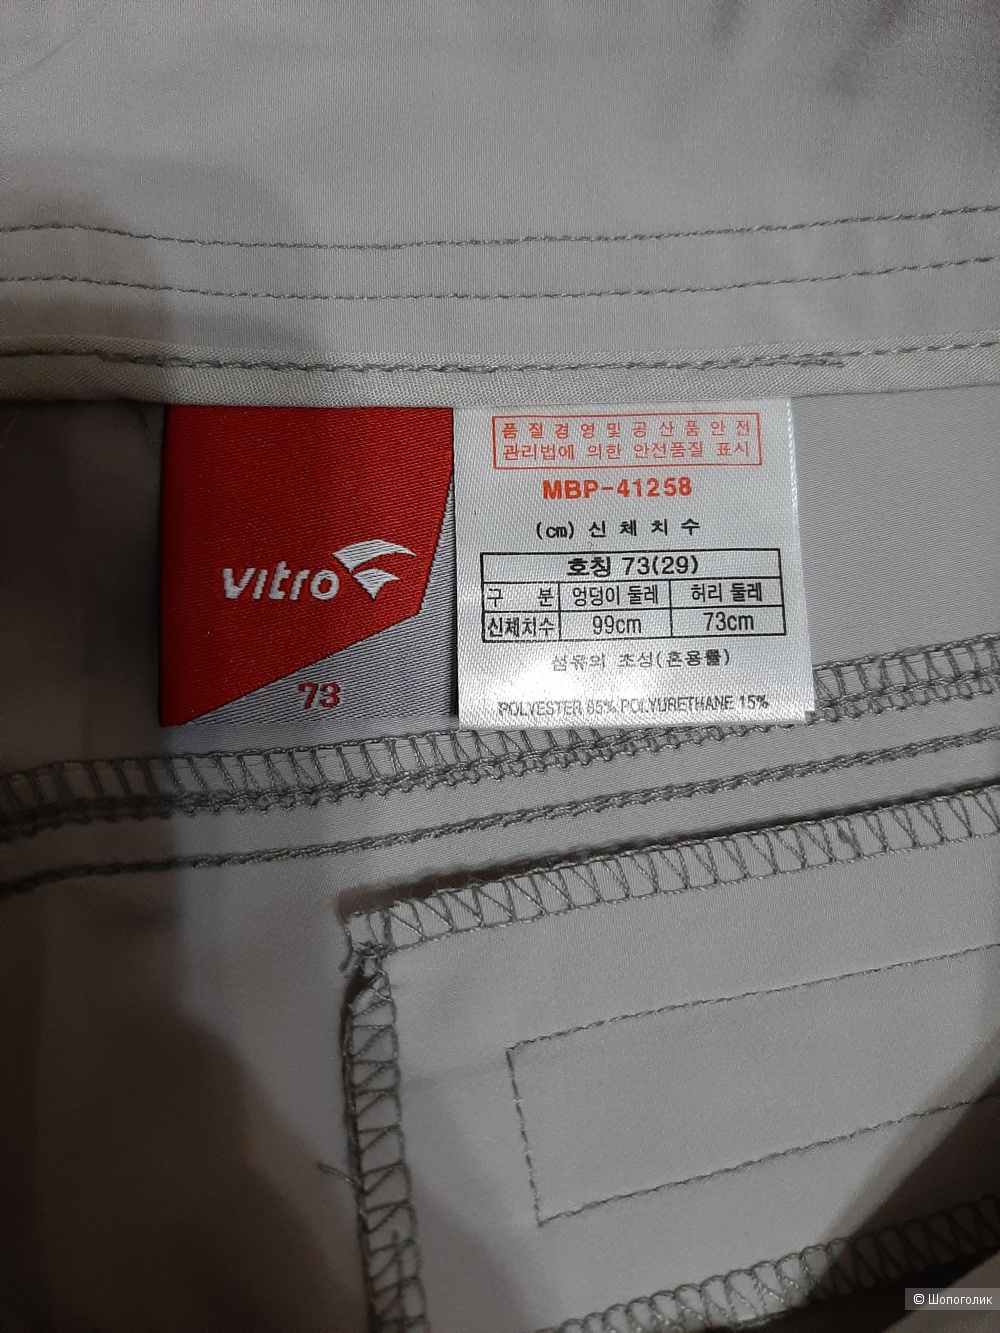 vitro
73
품 질 경 영 및 공 산 품 안 전
관리법에 의한 안전품질 표시
MBP-41258
(cm) 신 체 치 수
호칭 73(29)
구 분 엉덩이 둘레 허리 둘레
신체치수 99cm 73cm
섬유의 조성(혼용률)
POLYESTER 85% POLYURETHANE 15%
© Шопоголик